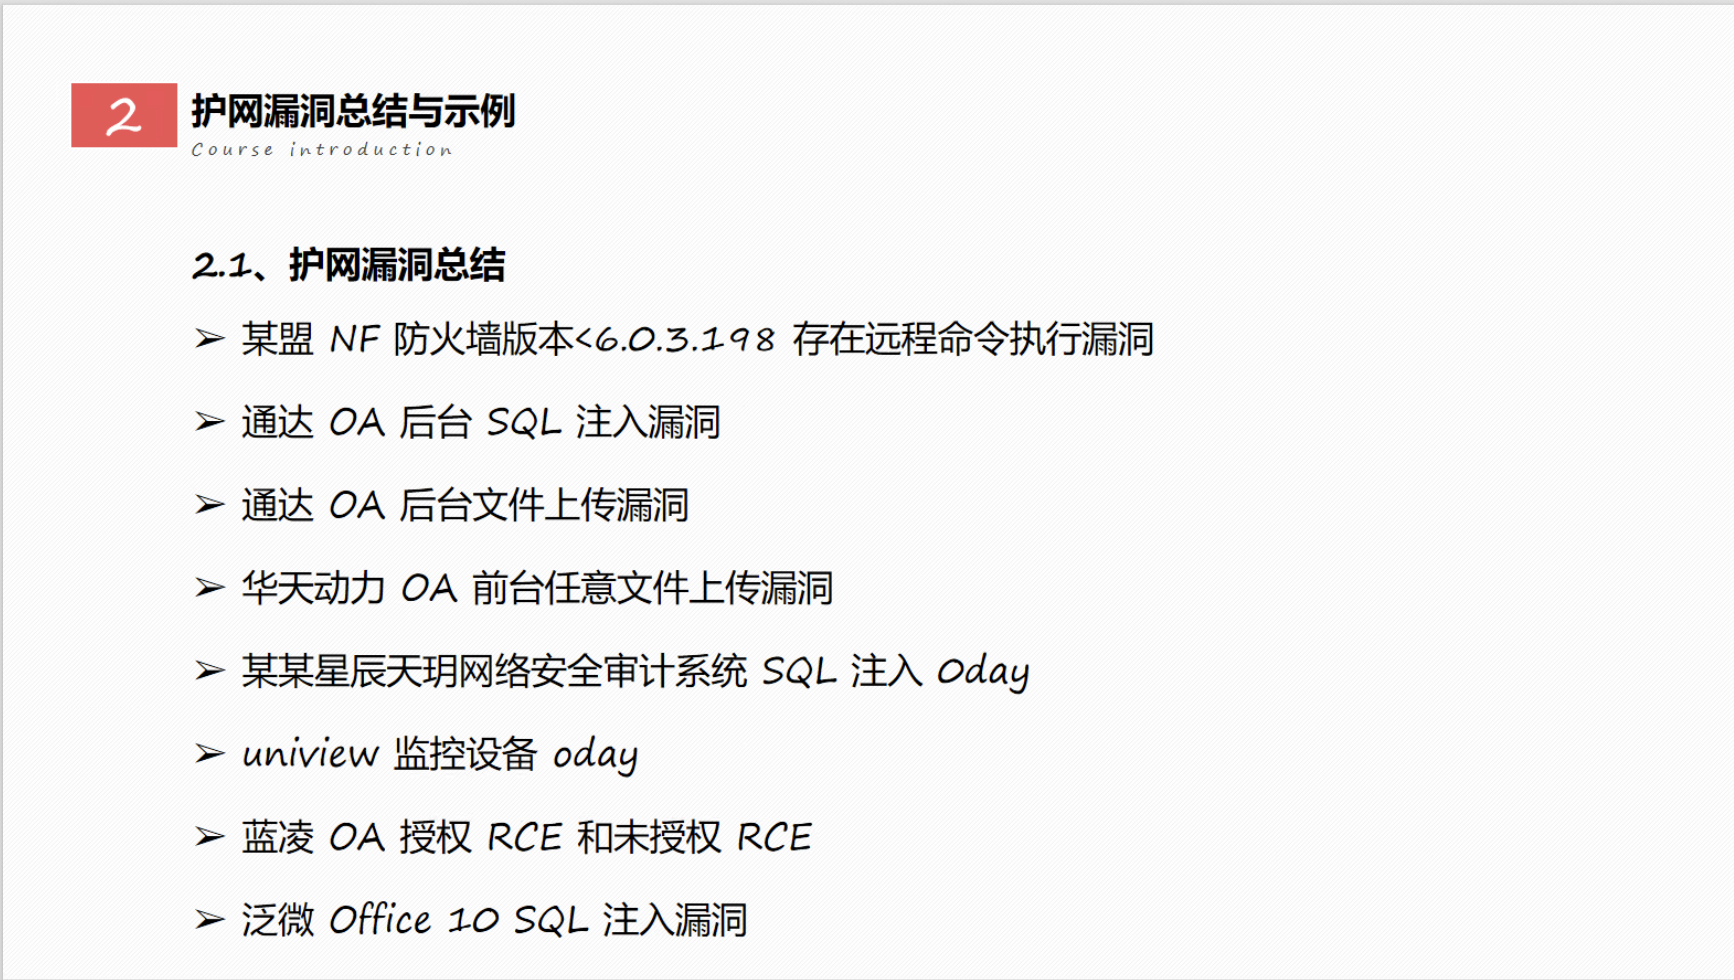 2
护网漏洞总结与示例
Course introduction
2.1、护网漏洞总结
➢ 某盟 NF 防火墙版本<6.0.3.198 存在远程命令执行漏洞
➢ 通达 OA 后台 SQL 注入漏洞
➢ 通达 OA 后台文件上传漏洞
➢ 华天动力 OA 前台任意文件上传漏洞
➢ 某某星辰天玥网络安全审计系统 SQL 注入 0day
➢ uniview 监控设备 oday
➢ 蓝凌 OA 授权 RCE 和未授权 RCE
➢ 泛微 Office 10 SQL 注入漏洞